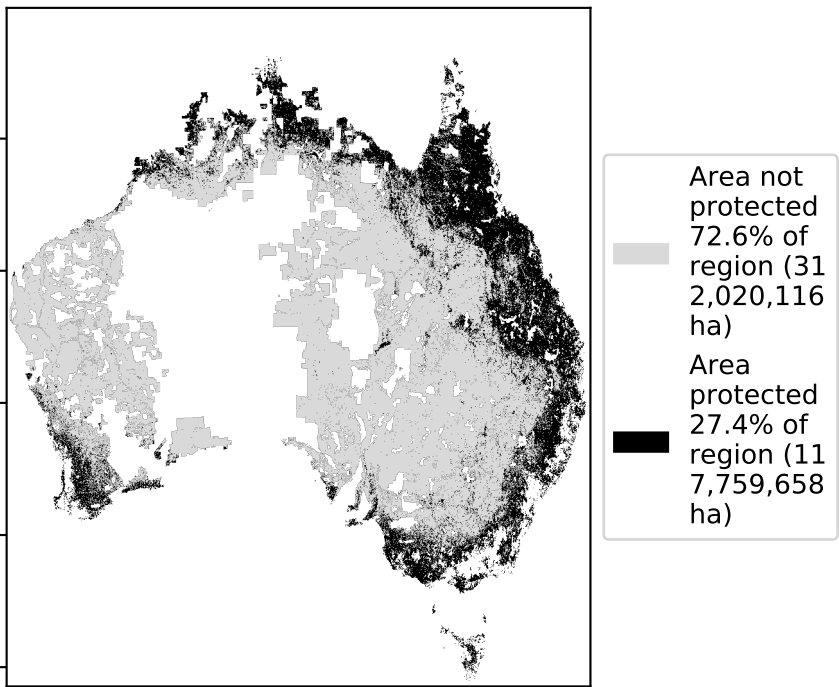 Area not
protected
72.6% of
region (31
2,020,116
ha)
Area
protected
27.4% of
region (11
7,759,658
ha)